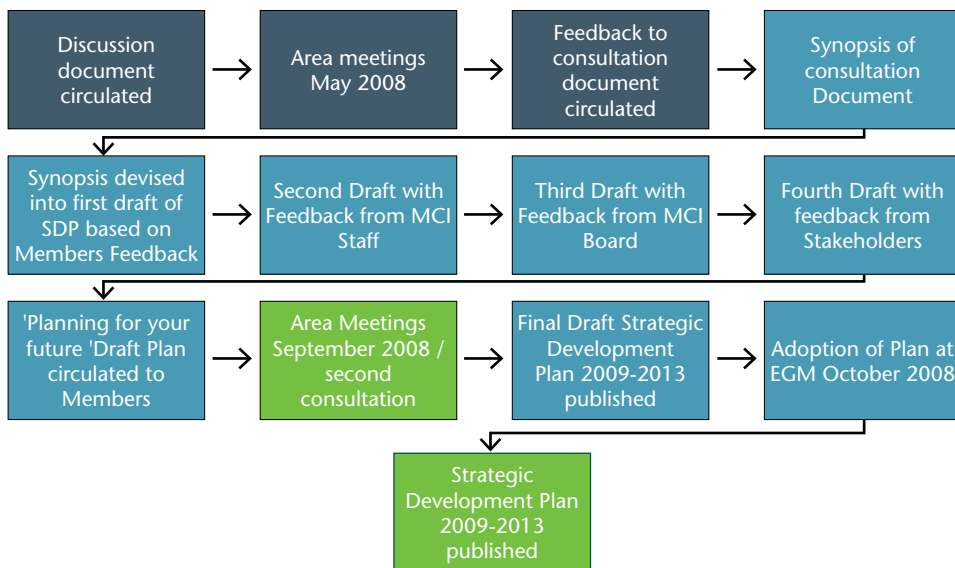 Discussion
document
circulated
Area meetings
May 2008
Feedback to
consultation
document
circulated
Synopsis of
consultation
Document
Synopsis devised
into first draft of
SDP based on
Members Feedback
Second Draft with
Feedback from MCI
Staff
Third Draft with
Feedback from MCI
Board
Fourth Draft with
feedback from
Stakeholders
'Planning for your
future 'Draft Plan
circulated to
Members
Area Meetings
September 2008 /
second
consultation
Final Draft Strategic
Development
Plan 2009-2013
published
Adoption of Plan at
EGM October 2008
Strategic
Development Plan
2009-2013
published